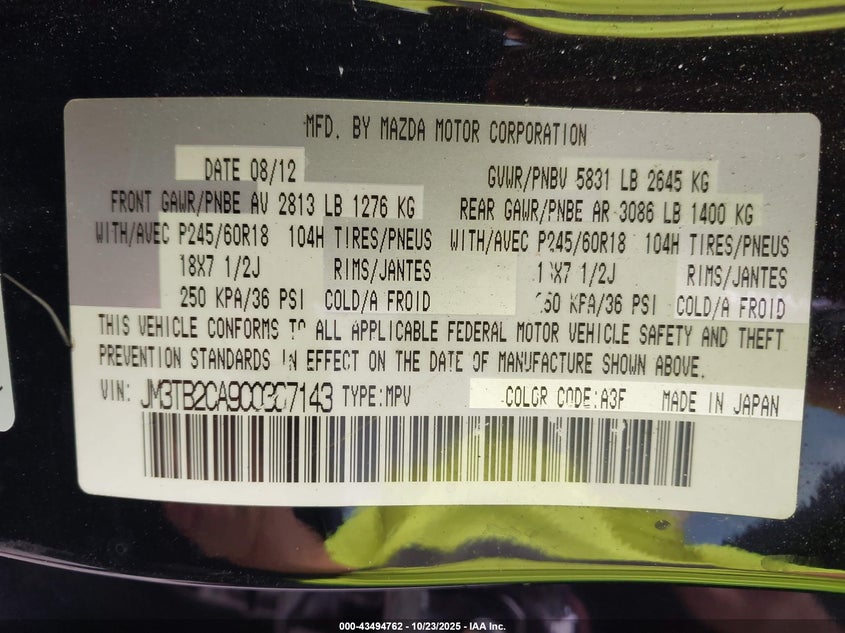 MFD. BY MAZDA MOTOR CORPORATION
DATE 08/12 GVWR/PNBV 5831 LB 2645 KG
FRONT GAWR/PNBE AV 2813 LB 1276 KG REAR GAWR/PNBE AR 3086 LB 1400 KG
WITH/AVEC P245/60R18 104H TIRES/PNEUS WITH/AVEC P245/60R18 104H TIRES/PNEUS
18X7 1/2J RIMS/JANTES 18X7 1/2J RIMS/JANTES
250 KPA/36 PSI COLD/A FROID 250 KPA/36 PSI COLD/A FROID
THIS VEHICLE CONFORMS TO ALL APPLICABLE FEDERAL MOTOR VEHICLE SAFETY AND THEFT
PREVENTION STANDARDS IN EFFECT ON THE DATE OF MANUFACTURE SHOWN ABOVE.
VIN: TYPE:MPV COLOR CODE:A3F MADE IN JAPAN
000-43494762 - 10/23/2025 - IAA Inc.